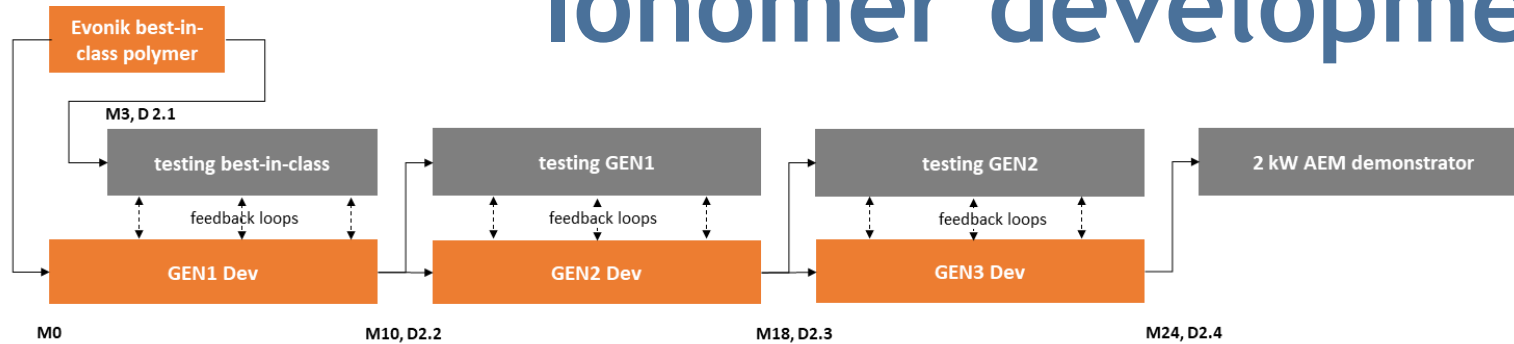 Ionomer developme
Evonik best-in-
class polymer
M3, D 2.1
testing best-in-class
testing GEN1
testing GEN2
2 kW AEM demonstrator
feedback loops
feedback loops
feedback loops
GEN1 Dev
GEN2 Dev
GEN3 Dev
M0
M10, D2.2
M18, D2.3
M24, D2.4